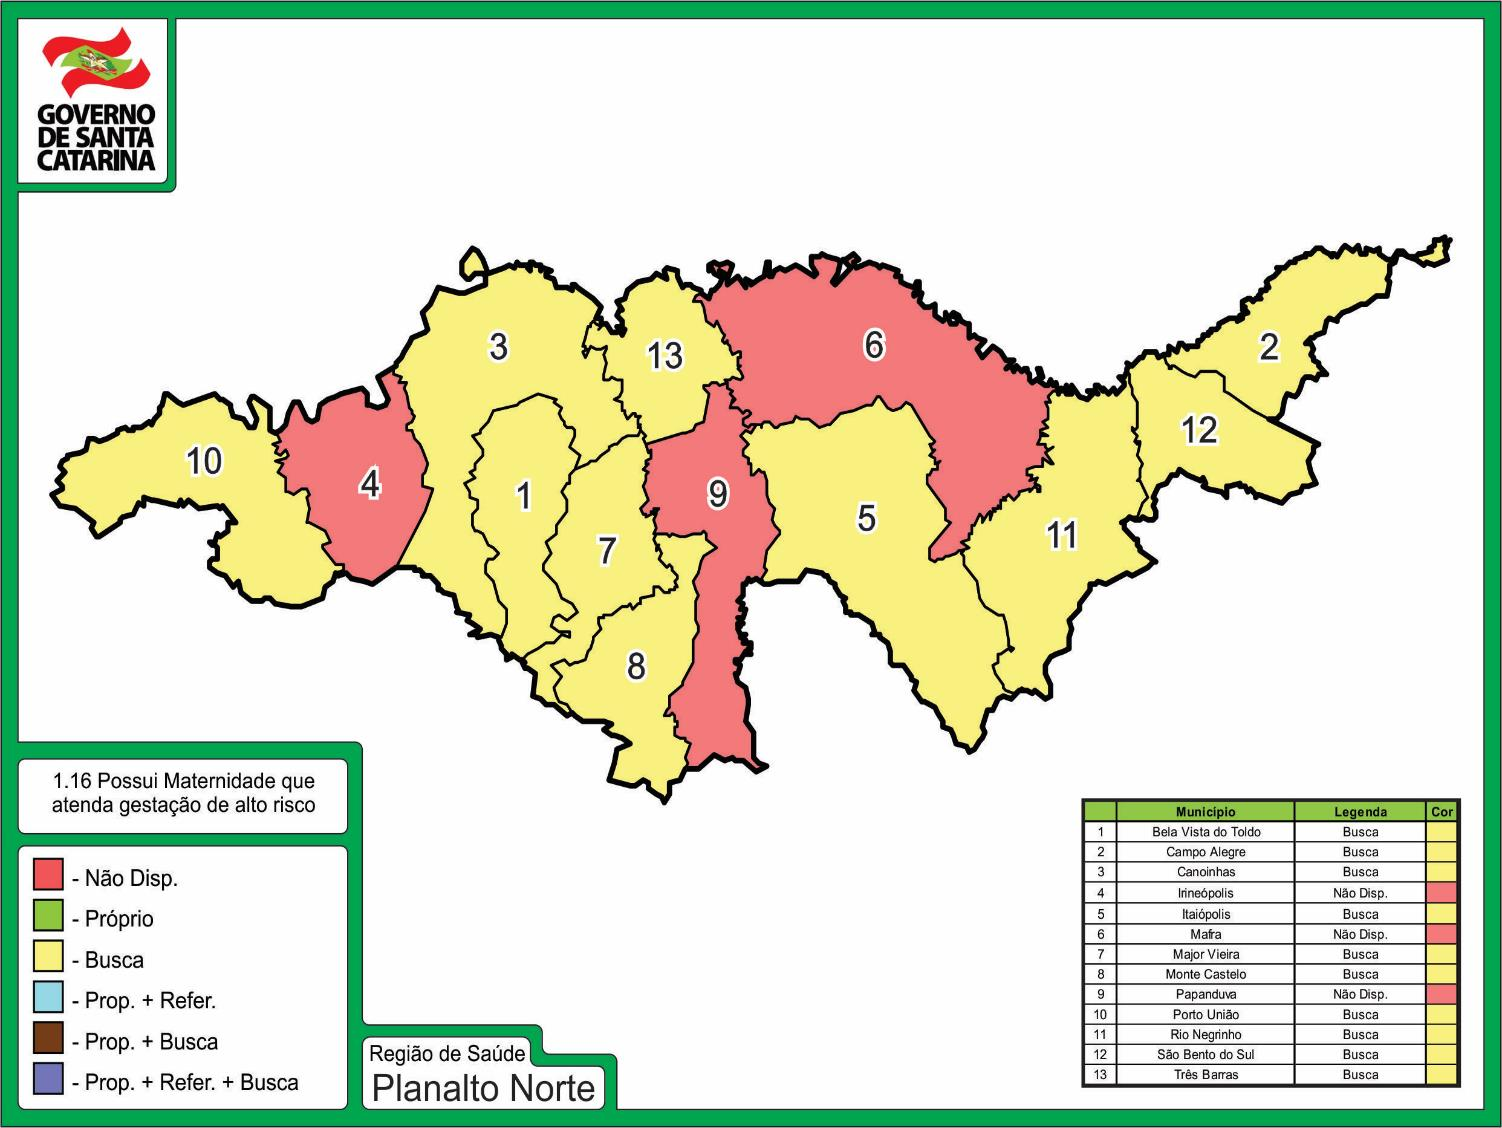 GOVERNO
DE SANTA
CATARINA
3
13
6
2
12
10
4
1
9
5
7
11
8
1.16 Possui Maternidade que
atenda gestação de alto risco
- Não Disp.
- Próprio
- Busca
- Prop. + Refer.
- Prop. + Busca
- Prop. + Refer. + Busca
Região de Saúde
Planalto Norte
Município Legenda Cor
1 Bela Vista do Toldo Busca
2 Campo Alegre Busca
3 Canoinhas Busca
4 Irineópolis Não Disp.
5 Itaiópolis Busca
6 Mafra Não Disp.
7 Major Vieira Busca
8 Monte Castelo Busca
9 Papanduva Não Disp.
10 Porto União Busca
11 Rio Negrinho Busca
12 São Bento do Sul Busca
13 Três Barras Busca